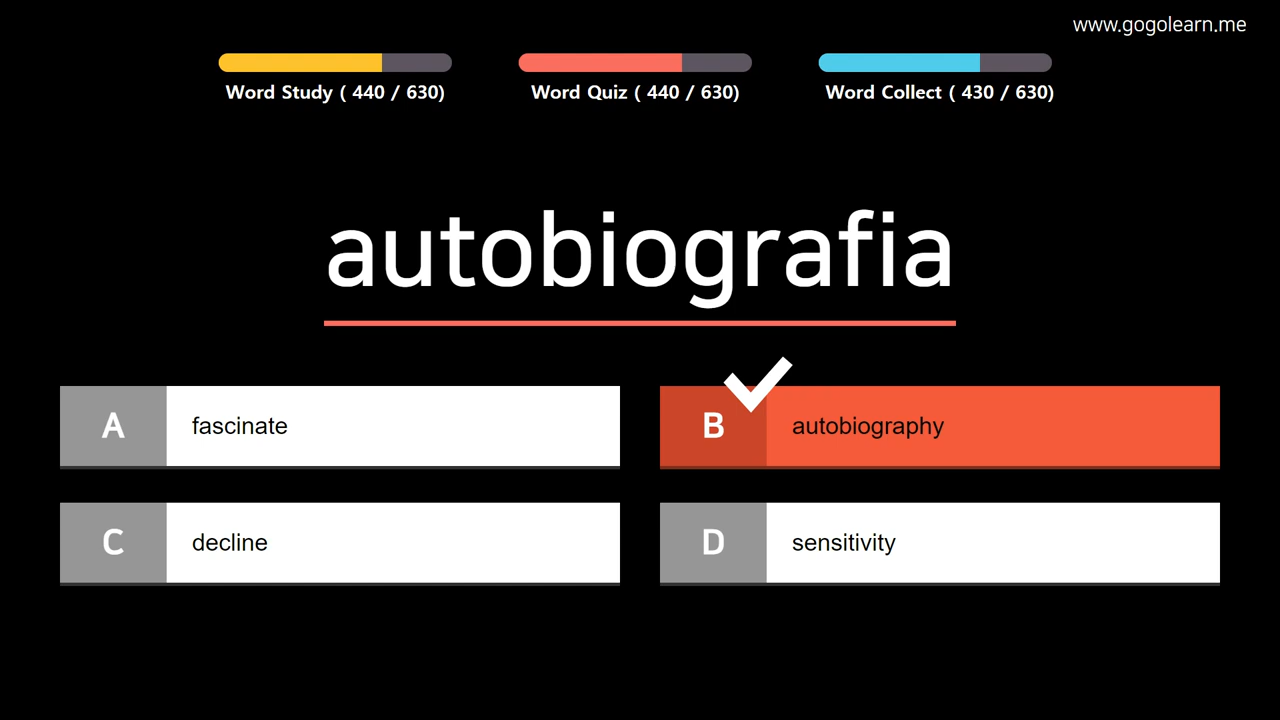 www.gogolearn.me
Word Study ( 440 / 630)
Word Quiz ( 440 / 630)
Word Collect ( 430 / 630)
autobiografia
A fascinate
B autobiography
C decline
D sensitivity